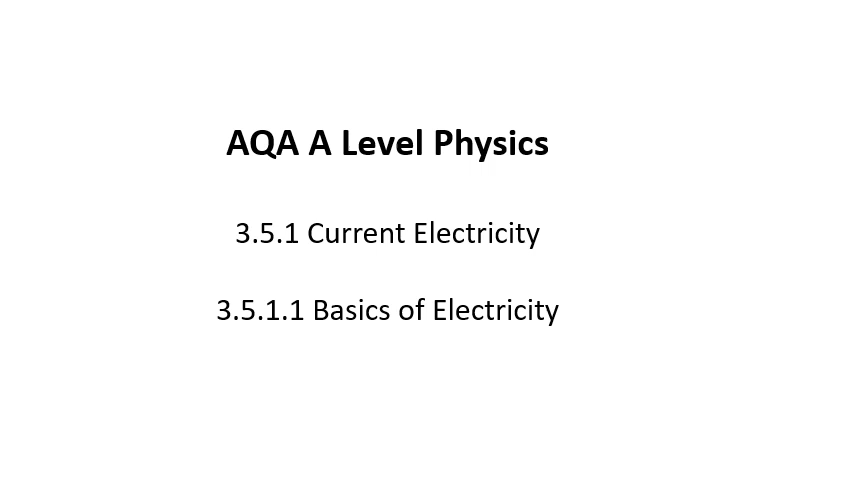 AQA A Level Physics
3.5.1 Current Electricity
3.5.1.1 Basics of Electricity